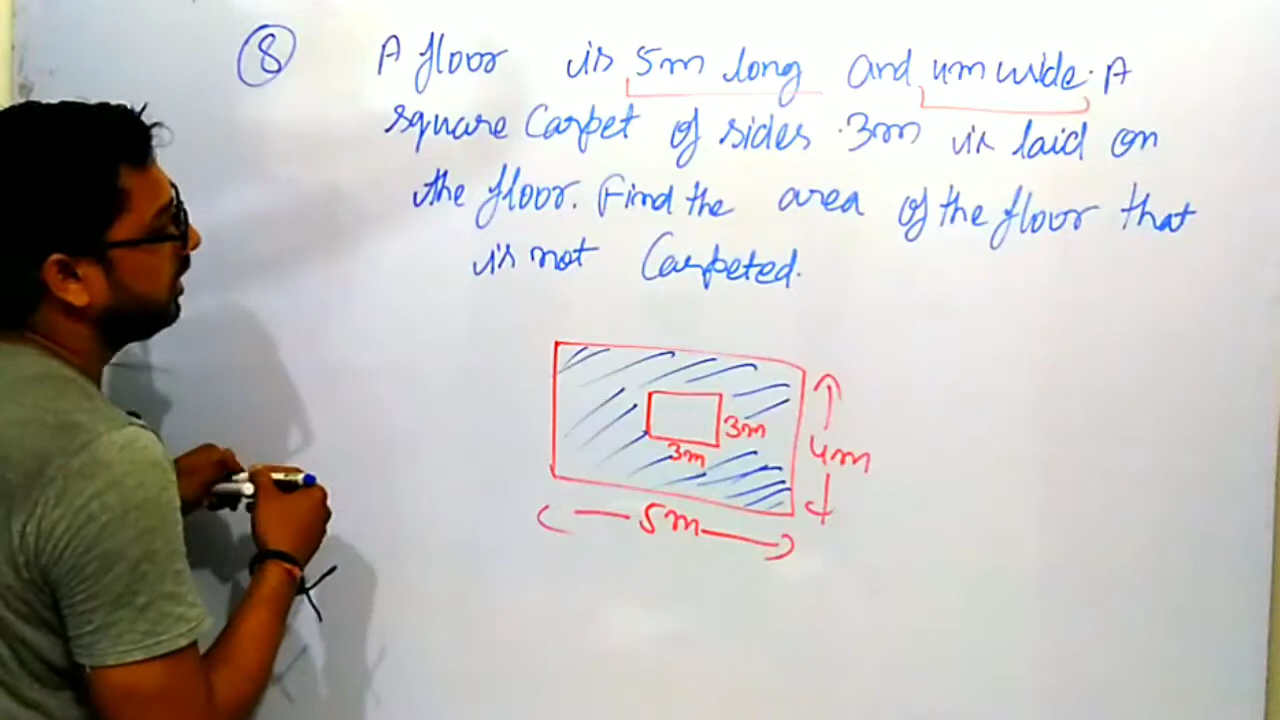 8 A floor is 5m long and 4m wide. A
square Carpet of sides 3m is laid on
the floor. Find the area of the floor that
is not Carpeted.
3m
3m
4m
5m